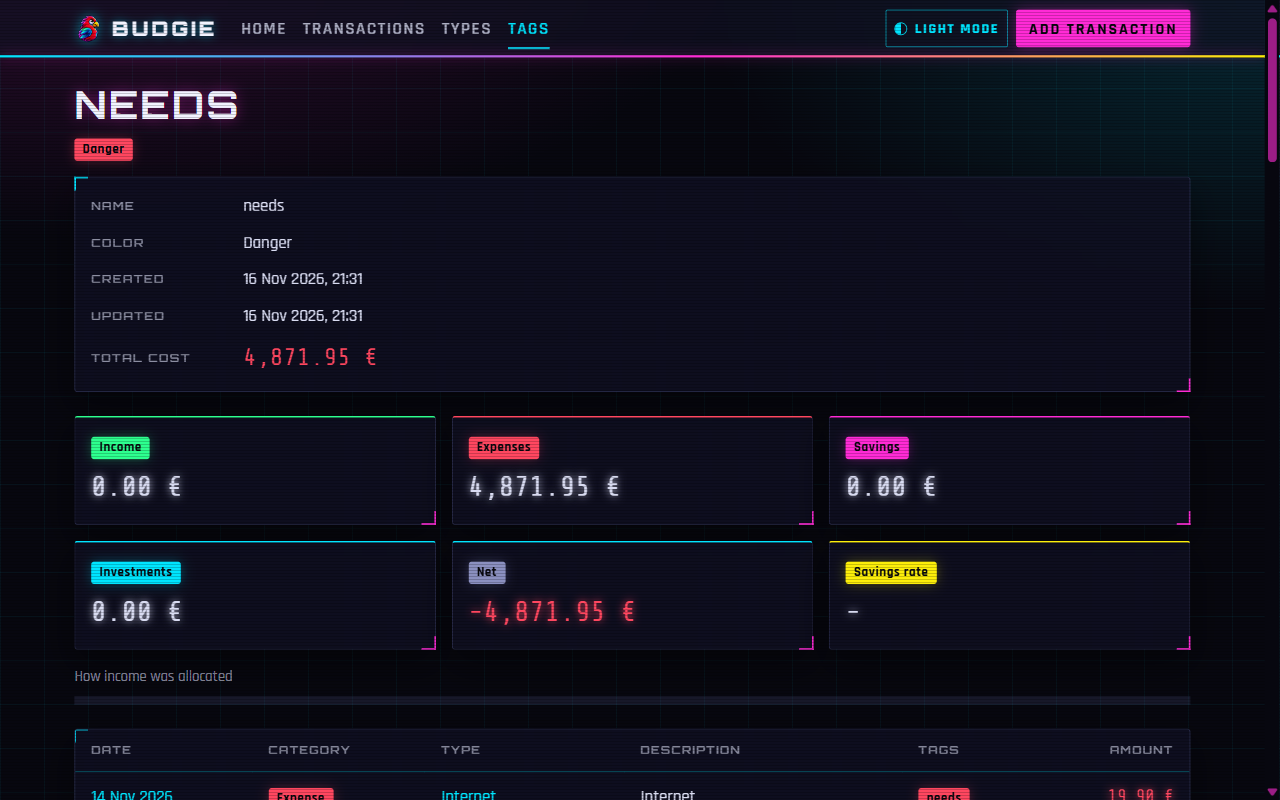 BUDGIE HOME TRANSACTIONS TYPES TAGS LIGHT MODE ADD TRANSACTION
NEEDS
Danger
NAME needs
COLOR Danger
CREATED 16 Nov 2026, 21:31
UPDATED 16 Nov 2026, 21:31
TOTAL COST 4,871.95 €
Income Expenses Savings
0.00 € 4,871.95 € 0.00 €
Investments Net Savings rate
0.00 € -4,871.95 € –
How income was allocated
DATE CATEGORY TYPE DESCRIPTION TAGS AMOUNT
14 Nov 2026 Expense Internet Internet needs 19.90 €